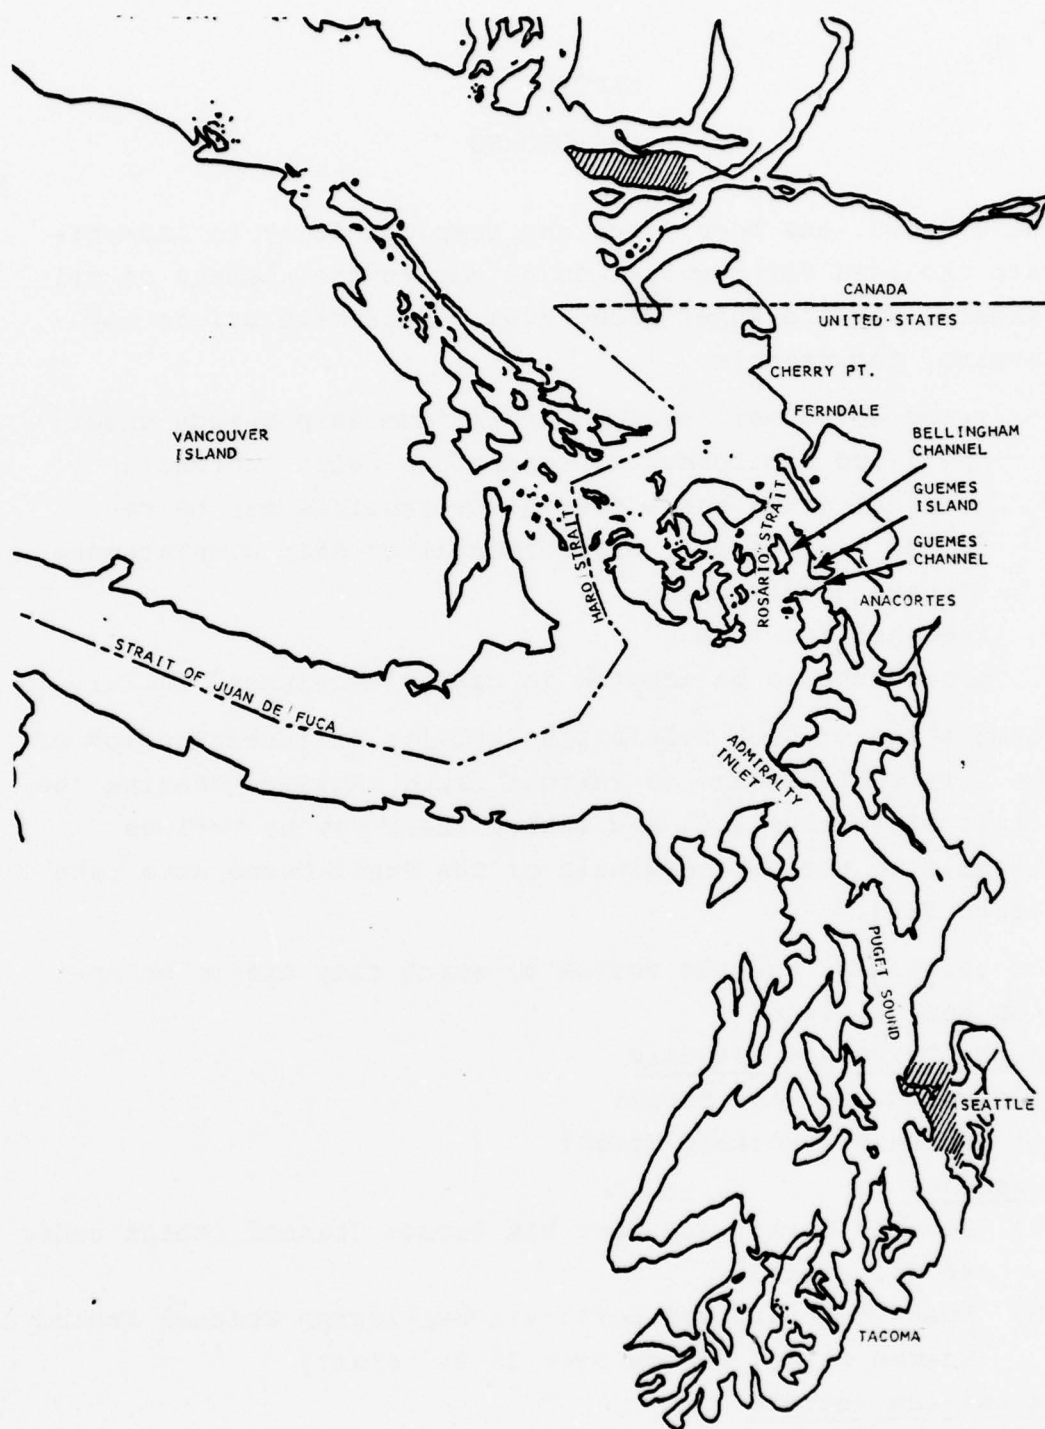 CANADA
UNITED STATES
CHERRY PT.
FERNDALE
VANCOUVER
ISLAND
BELLINGHAM
CHANNEL
GUEMES
ISLAND
GUEMES
CHANNEL
HARO STRAIT
ROSARIO STRAIT
ANACORTES
STRAIT OF JUAN DE FUCA
ADMIRALTY
INLET
PUGET SOUND
SEATTLE
TACOMA